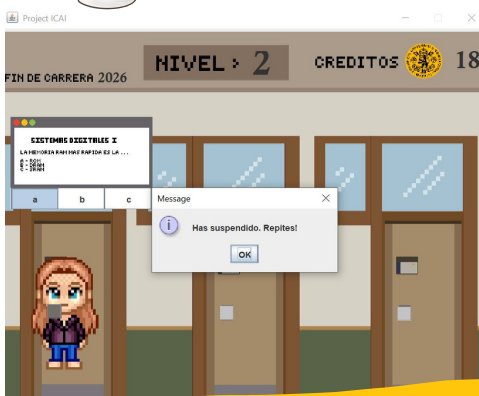 Project ICAI
NIVEL > 2
CREDITOS 18
FIN DE CARRERA 2026
SISTEMAS DIGITALES I
LA MEMORIA RAM MAS RAPIDA ES LA ...
A - ROM
B - DRAM
C - SRAM
a b c
Message
Has suspendido. Repites!
OK